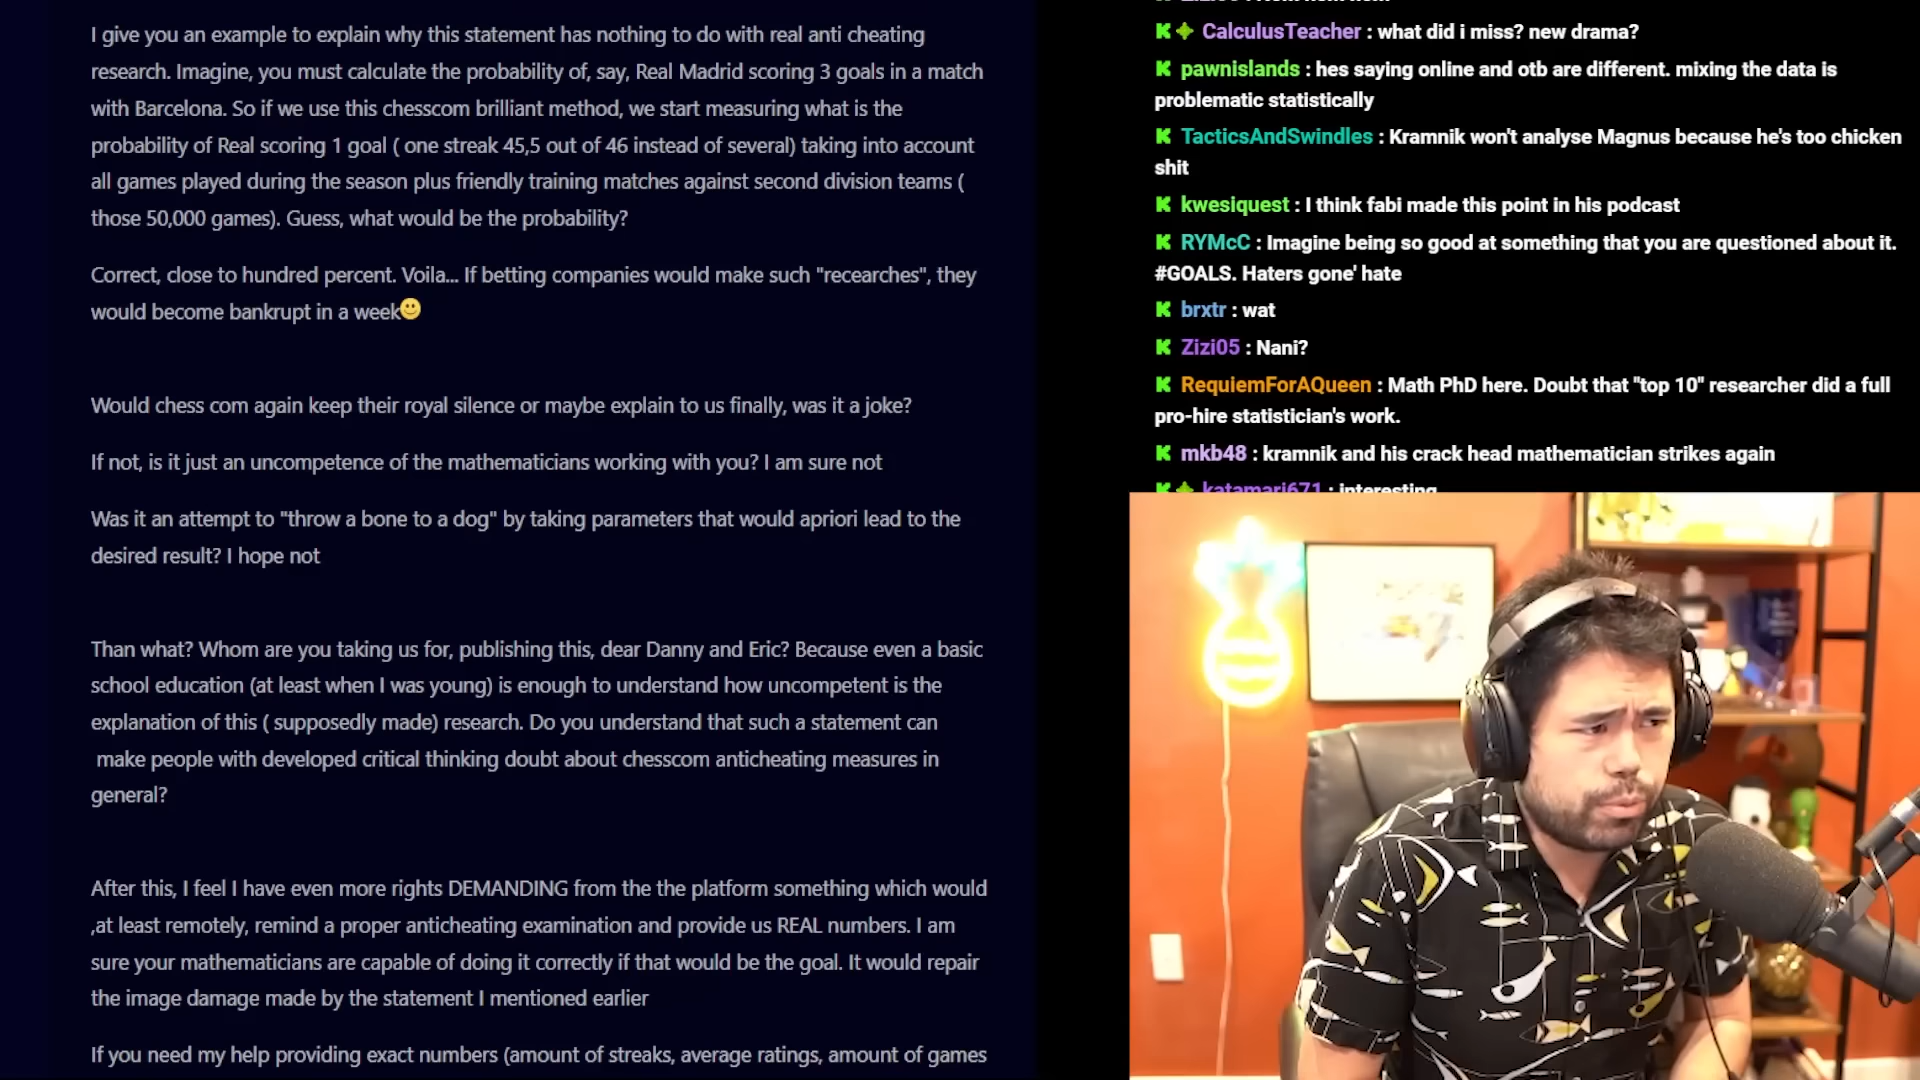 I give you an example to explain why this statement has nothing to do with real anti cheating
research. Imagine, you must calculate the probability of, say, Real Madrid scoring 3 goals in a match
with Barcelona. So if we use this chesscom brilliant method, we start measuring what is the
probability of Real scoring 1 goal ( one streak 45,5 out of 46 instead of several) taking into account
all games played during the season plus friendly training matches against second division teams (
those 50,000 games). Guess, what would be the probability?
Correct, close to hundred percent. Voila... If betting companies would make such "recearches", they
would become bankrupt in a week🙂
Would chess com again keep their royal silence or maybe explain to us finally, was it a joke?
If not, is it just an uncompetence of the mathematicians working with you? I am sure not
Was it an attempt to "throw a bone to a dog" by taking parameters that would apriori lead to the
desired result? I hope not
Than what? Whom are you taking us for, publishing this, dear Danny and Eric? Because even a basic
school education (at least when I was young) is enough to understand how uncompetent is the
explanation of this ( supposedly made) research. Do you understand that such a statement can
make people with developed critical thinking doubt about chesscom anticheating measures in
general?
After this, I feel I have even more rights DEMANDING from the the platform something which would
,at least remotely, remind a proper anticheating examination and provide us REAL numbers. I am
sure your mathematicians are capable of doing it correctly if that would be the goal. It would repair
the image damage made by the statement I mentioned earlier
If you need my help providing exact numbers (amount of streaks, average ratings, amount of games
CalculusTeacher : what did i miss? new drama?
pawnislands : hes saying online and otb are different. mixing the data is
problematic statistically
TacticsAndSwindles : Kramnik won't analyse Magnus because he's too chicken
shit
kwesiquest : I think fabi made this point in his podcast
RYMcC : Imagine being so good at something that you are questioned about it.
#GOALS. Haters gone' hate
brxtr : wat
Zizi05 : Nani?
RequiemForAQueen : Math PhD here. Doubt that "top 10" researcher did a full
pro-hire statistician's work.
mkb48 : kramnik and his crack head mathematician strikes again
katamari671 : interesting